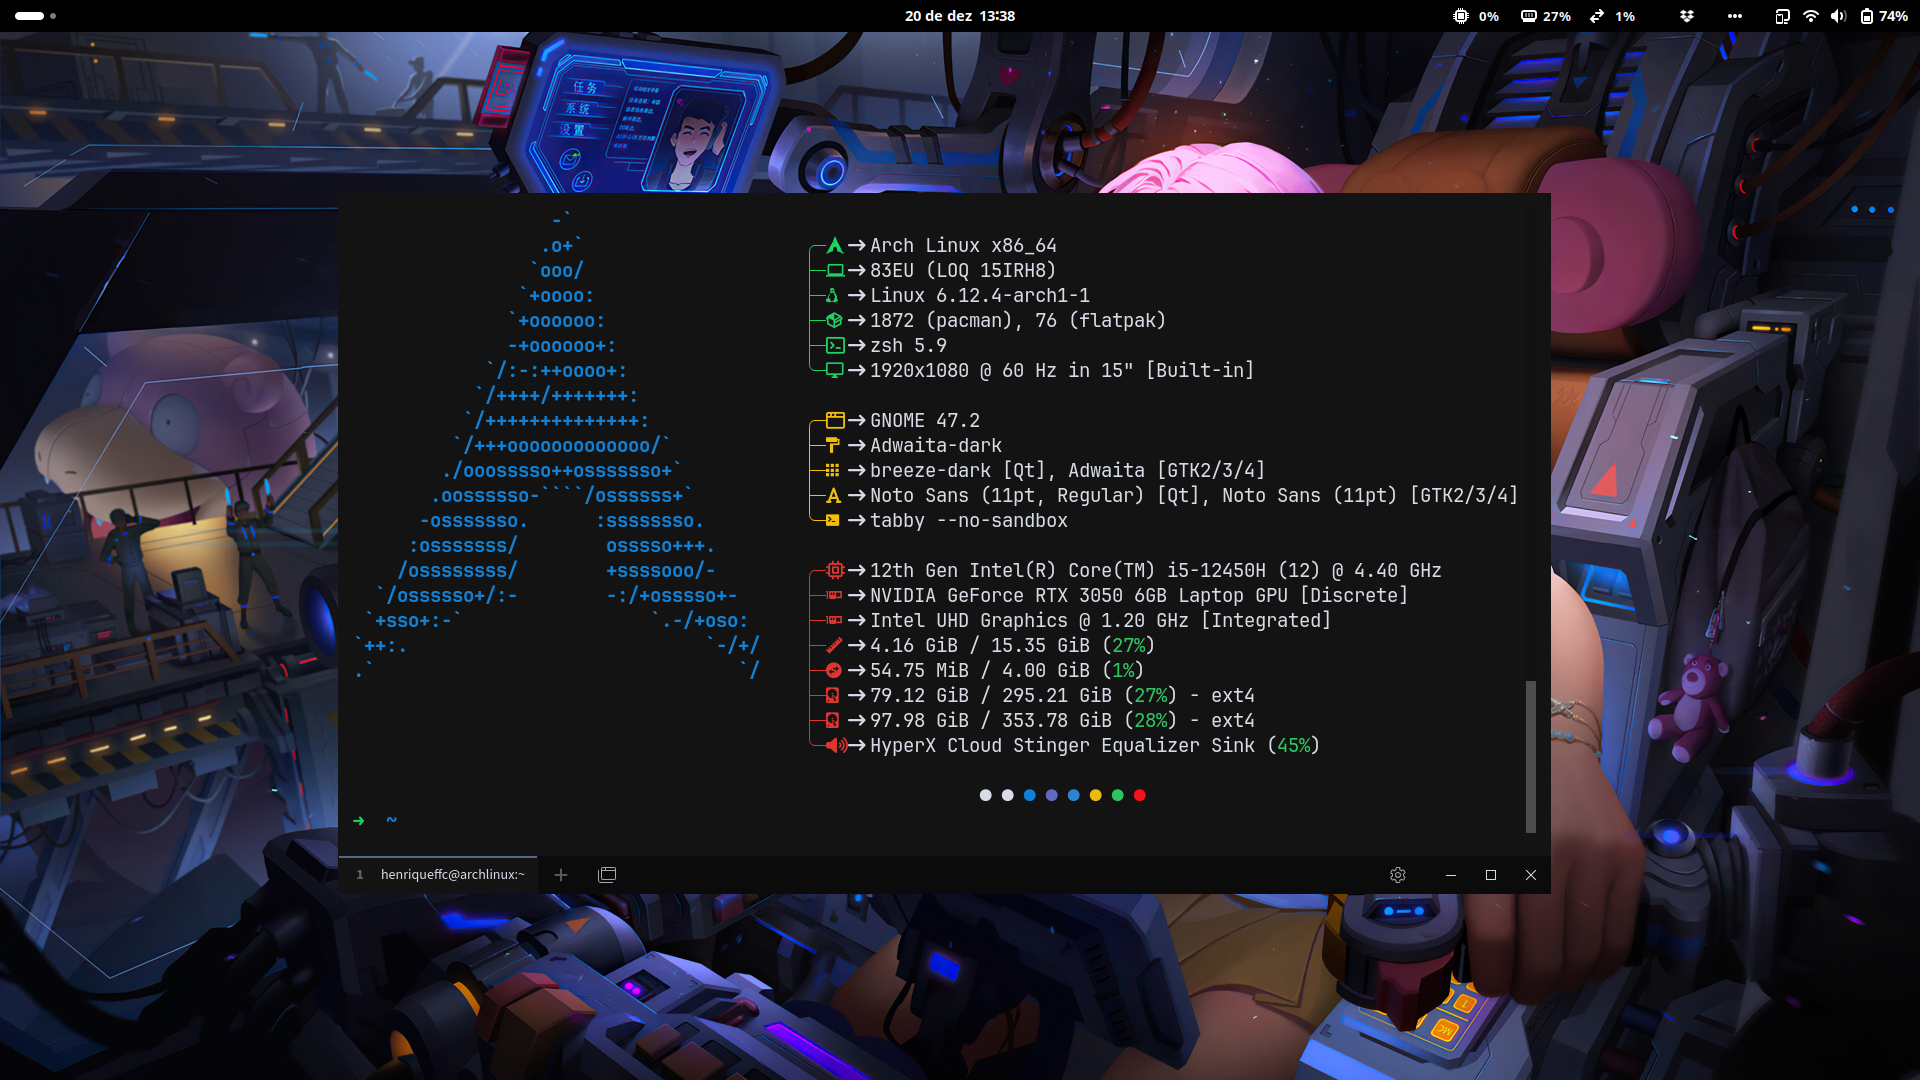 20 de dez 13:38
0%
27%
1%
74%
任务
系统
设置
-`
.o+`
`ooo/
`+oooo:
`+oooooo:
-+oooooo+:
`/:-:++oooo+:
`/++++/+++++++:
`/++++++++++++++:
`/+++ooooooooooooo/`
./ooosssso++osssssso+`
.oossssso-````/ossssss+`
-osssssso. :ssssssso.
:osssssss/ osssso+++.
/ossssssss/ +ssssooo/-
`/ossssso+/:- -:/+osssso+-
`+sso+:-` `.-/+oso:
`++:. `-/+/
.` `/
Arch Linux x86_64
83EU (LOQ 15IRH8)
Linux 6.12.4-arch1-1
1872 (pacman), 76 (flatpak)
zsh 5.9
1920x1080 @ 60 Hz in 15" [Built-in]
GNOME 47.2
Adwaita-dark
breeze-dark [Qt], Adwaita [GTK2/3/4]
Noto Sans (11pt, Regular) [Qt], Noto Sans (11pt) [GTK2/3/4]
tabby --no-sandbox
12th Gen Intel(R) Core(TM) i5-12450H (12) @ 4.40 GHz
NVIDIA GeForce RTX 3050 6GB Laptop GPU [Discrete]
Intel UHD Graphics @ 1.20 GHz [Integrated]
4.16 GiB / 15.35 GiB (27%)
54.75 MiB / 4.00 GiB (1%)
79.12 GiB / 295.21 GiB (27%) - ext4
97.98 GiB / 353.78 GiB (28%) - ext4
HyperX Cloud Stinger Equalizer Sink (45%)
➜ ~
1 henriqueffc@archlinux:~
MC